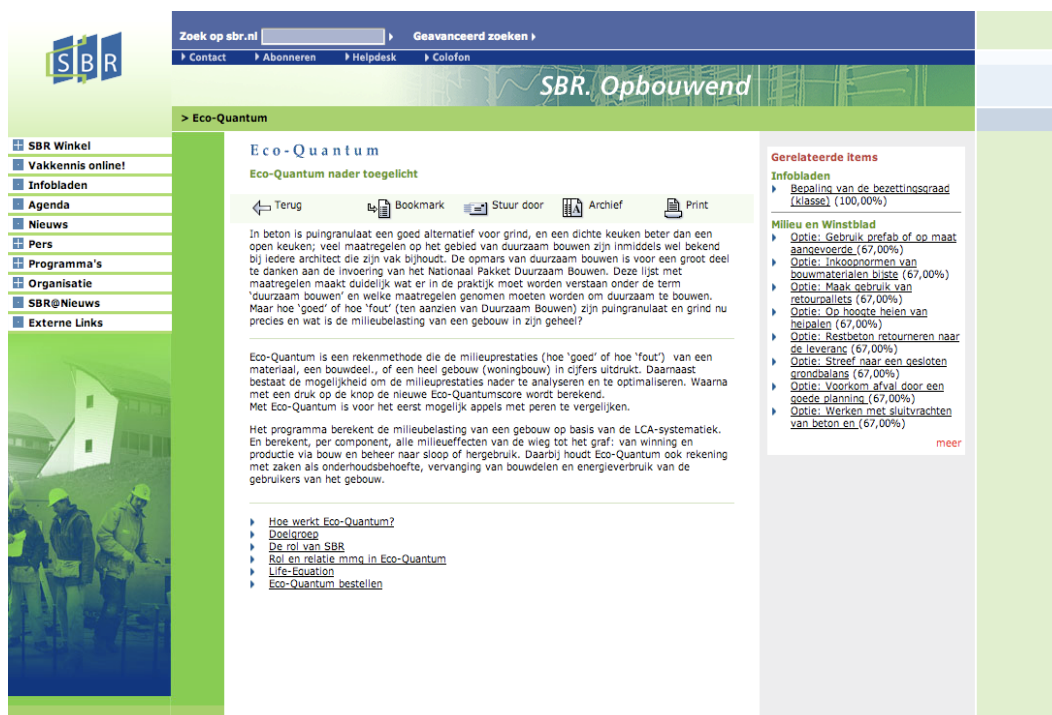 SBR
Zoek op sbr.nl
Geavanceerd zoeken
Contact
Abonneren
Helpdesk
Colofon
SBR. Opbouwend
> Eco-Quantum
SBR Winkel
Vakkennis online!
Infobladen
Agenda
Nieuws
Pers
Programma's
Organisatie
SBR@Nieuws
Externe Links
Eco-Quantum
Eco-Quantum nader toegelicht
Terug
Bookmark
Stuur door
Archief
Print
In beton is puingranulaat een goed alternatief voor grind, en een dichte keuken beter dan een
open keuken; veel maatregelen op het gebied van duurzaam bouwen zijn inmiddels wel bekend
bij iedere architect die zijn vak bijhoudt. De opmars van duurzaam bouwen is voor een groot deel
te danken aan de invoering van het Nationaal Pakket Duurzaam Bouwen. Deze lijst met
maatregelen maakt duidelijk wat er in de praktijk moet worden verstaan onder de term
‘duurzaam bouwen’ en welke maatregelen genomen moeten worden om duurzaam te bouwen.
Maar hoe ‘goed’ of hoe ‘fout’ (ten aanzien van Duurzaam Bouwen) zijn puingranulaat en grind nu
precies en wat is de milieubelasting van een gebouw in zijn geheel?
Eco-Quantum is een rekenmethode die de milieuprestaties (hoe ‘goed’ of hoe ‘fout’) van een
materiaal, een bouwdeel., of een heel gebouw (woningbouw) in cijfers uitdrukt. Daarnaast
bestaat de mogelijkheid om de milieuprestaties nader te analyseren en te optimaliseren. Waarna
met een druk op de knop de nieuwe Eco-Quantumscore wordt berekend.
Met Eco-Quantum is voor het eerst mogelijk appels met peren te vergelijken.
Het programma berekent de milieubelasting van een gebouw op basis van de LCA-systematiek.
En berekent, per component, alle milieueffecten van de wieg tot het graf: van winning en
productie via bouw en beheer naar sloop of hergebruik. Daarbij houdt Eco-Quantum ook rekening
met zaken als onderhoudsbehoefte, vervanging van bouwdelen en energieverbruik van de
gebruikers van het gebouw.
Hoe werkt Eco-Quantum?
Doelgroep
De rol van SBR
Rol en relatie mmg in Eco-Quantum
Life-Equation
Eco-Quantum bestellen
Gerelateerde items
Infobladen
Bepaling van de bezettingsgraad
(klasse) (100,00%)
Milieu en Winstblad
Optie: Gebruik prefab of op maat
aangevoerde (67,00%)
Optie: Inkoopnormen van
bouwmaterialen bijste (67,00%)
Optie: Maak gebruik van
retourpallets (67,00%)
Optie: Op hoogte heien van
heipalen (67,00%)
Optie: Restbeton retourneren naar
de leveranc (67,00%)
Optie: Streef naar een gesloten
grondbalans (67,00%)
Optie: Voorkom afval door een
goede planning (67,00%)
Optie: Werken met sluitvrachten
van beton en (67,00%)
meer